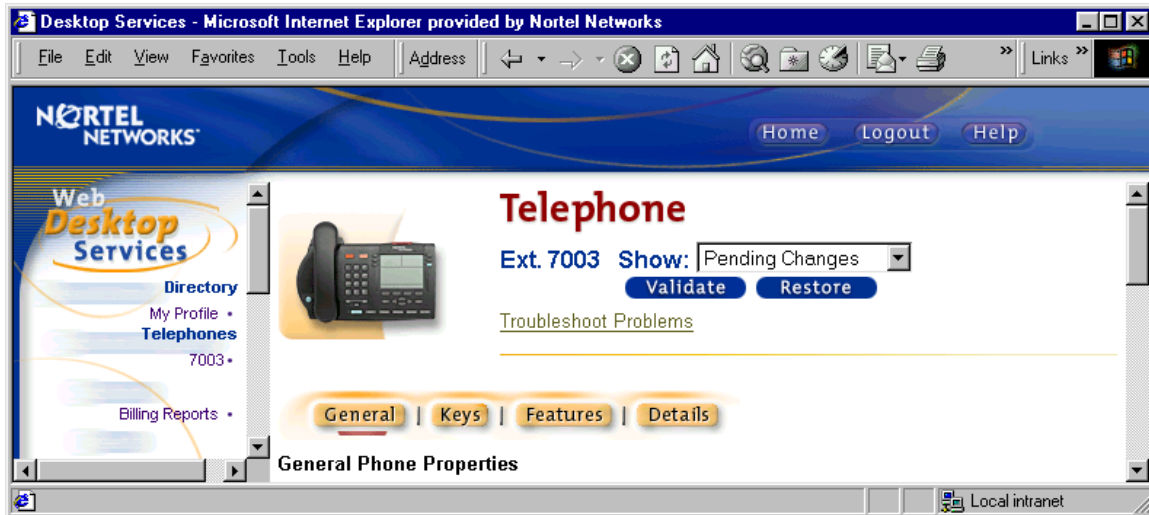 Desktop Services - Microsoft Internet Explorer provided by Nortel Networks
File Edit View Favorites Tools Help Address Links
NORTEL
NETWORKS
Home Logout Help
Web
Desktop
Services
Directory
My Profile
Telephones
7003
Billing Reports
Telephone
Ext. 7003 Show: Pending Changes
Validate Restore
Troubleshoot Problems
General | Keys | Features | Details
General Phone Properties
Local intranet